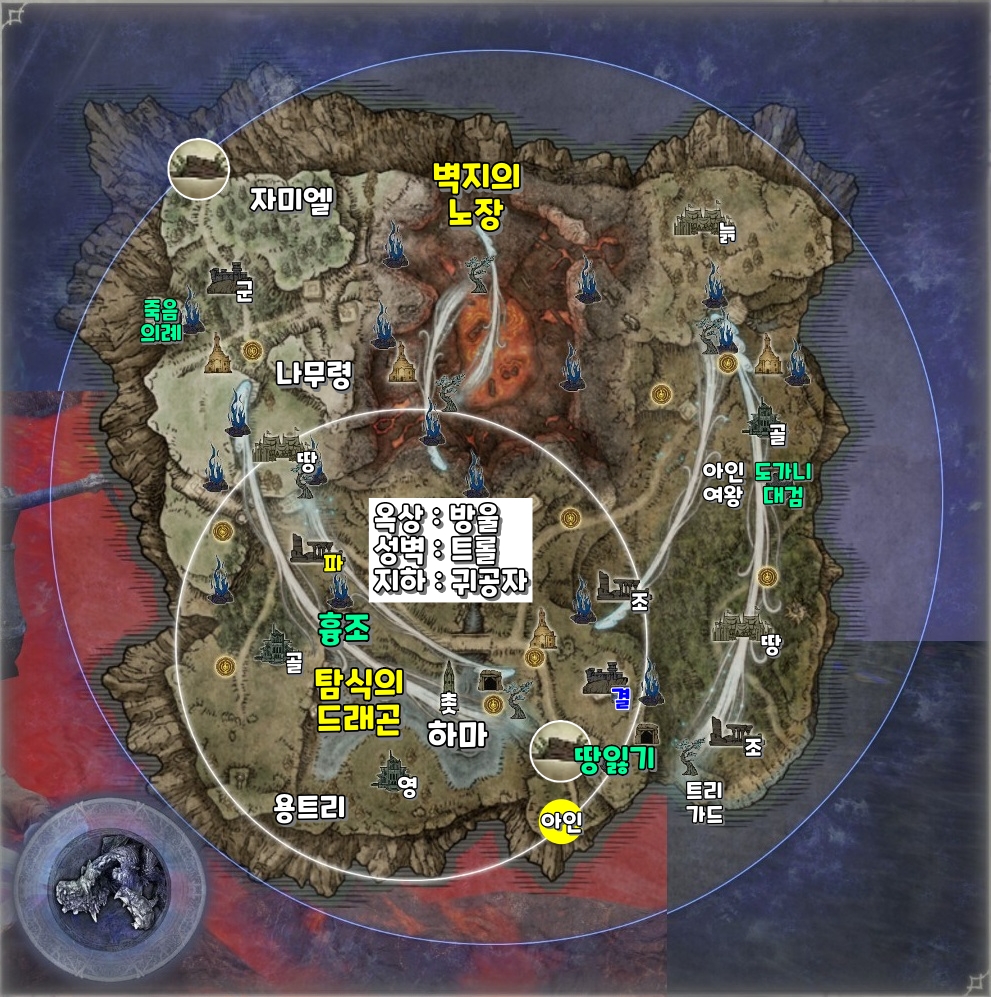 벽지의
노장
자미엘
늙
군
죽음
의례
나무령
골
땅
아인
여왕
도가니
대검
옥상 : 방울
성벽 : 트롤
지하 : 귀공자
파
조
흉조
땅
골
탐식의
드래곤
결
촛
하마
조
땅잃기
영
트리
가드
용트리
아인